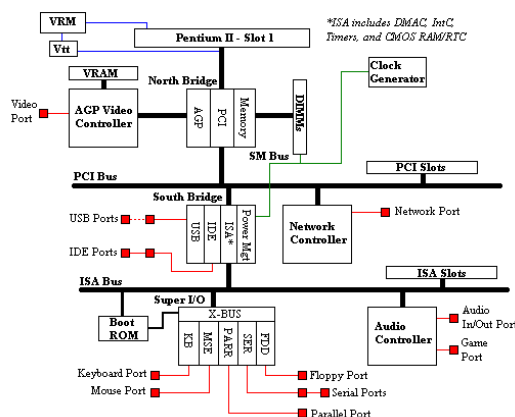 VRM
Pentium II - Slot 1
*ISA includes DMAC, IntC,
Timers, and CMOS RAM/RTC
Vtt
North Bridge
VRAM
Clock
Generator
Video
Port
AGP Video
Controller
AGP
PCI
Memory
DIMMs
SM Bus
PCI Slots
PCI Bus
South Bridge
USB Ports
USB
IDE
ISA*
Power Mgt
Network
Controller
Network Port
IDE Ports
ISA Slots
ISA Bus
Super I/O
Boot
ROM
X-BUS
KB
MSE
PARR
SER
FDD
Audio
Controller
Audio
In/Out Port
Game
Port
Keyboard Port
Floppy Port
Mouse Port
Serial Ports
Parallel Port